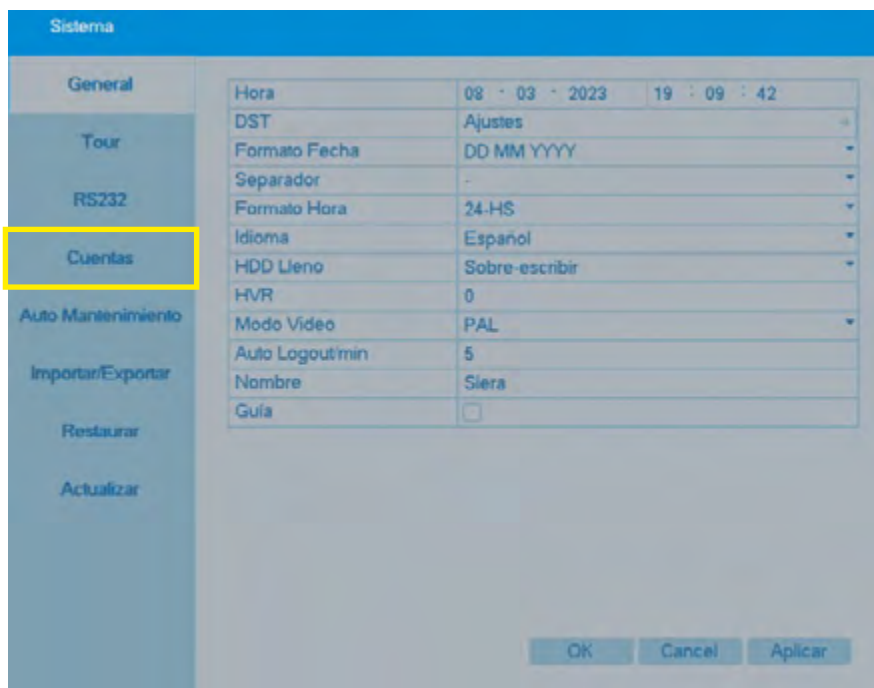 Sistema
General
Tour
RS232
Cuentas
Auto Mantenimiento
Importar/Exportar
Restaurar
Actualizar
Hora 08 - 03 - 2023 19 : 09 : 42
DST Ajustes
Formato Fecha DD MM YYYY
Separador -
Formato Hora 24-HS
Idioma Español
HDD Lleno Sobre-escribir
HVR 0
Modo Video PAL
Auto Logout/min 5
Nombre Siera
Guía
OK Cancel Aplicar